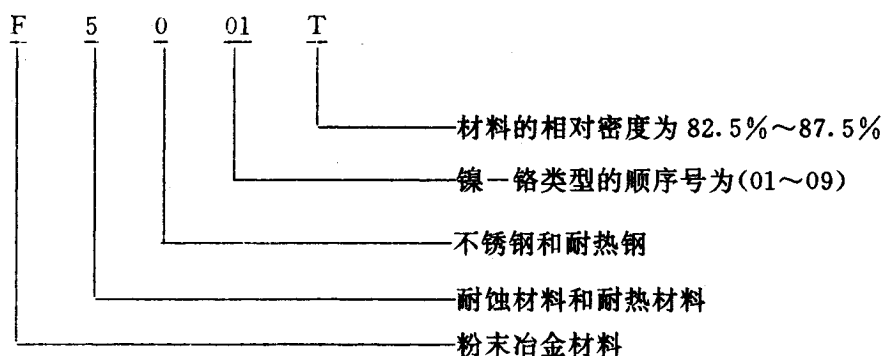 F 5 0 01 T
材料的相对密度为 82.5%~87.5%
镍-铬类型的顺序号为(01~09)
不锈钢和耐热钢
耐蚀材料和耐热材料
粉末冶金材料